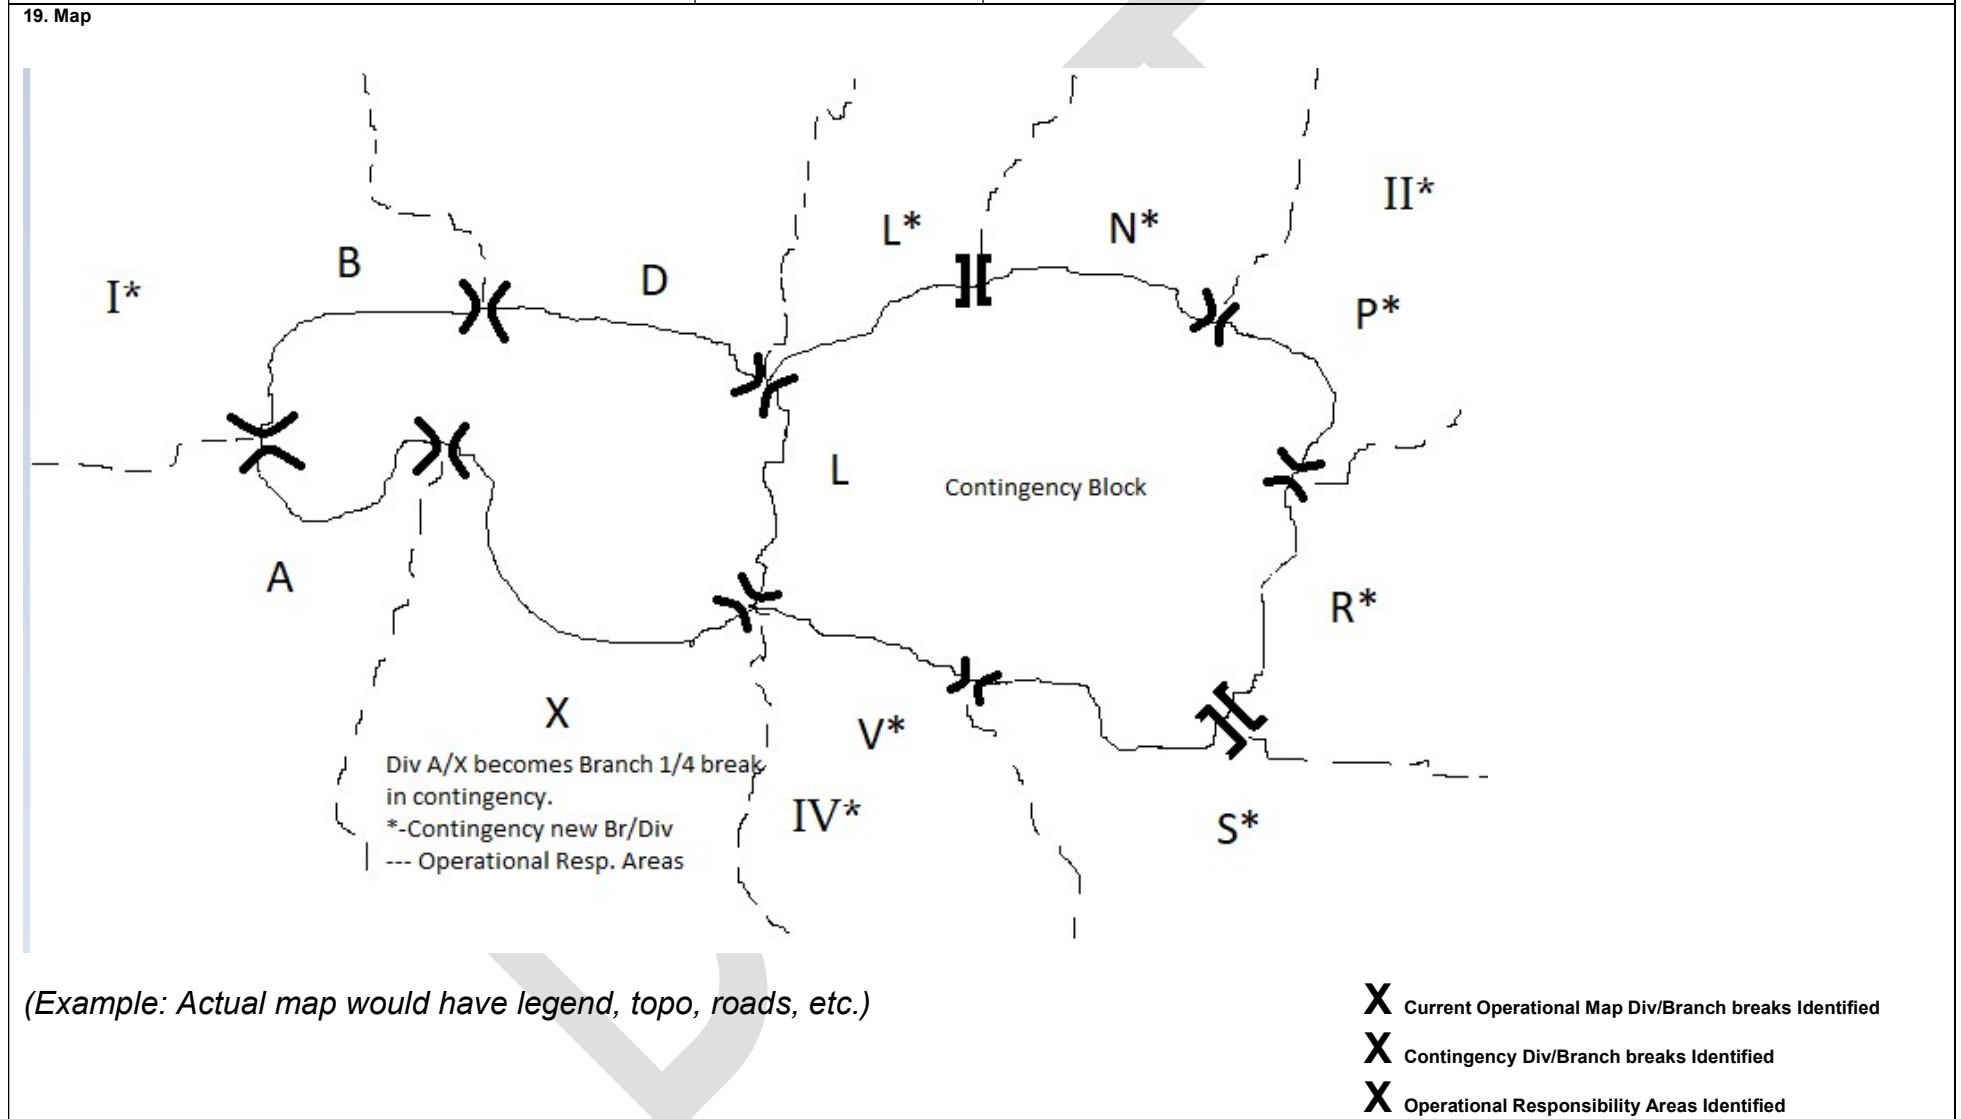 19. Map
II*
L*
N*
B
D
I*
P*
L
Contingency Block
A
R*
X
V*
Div A/X becomes Branch 1/4 break
in contingency.
*-Contingency new Br/Div
--- Operational Resp. Areas
IV*
S*
(Example: Actual map would have legend, topo, roads, etc.)
X Current Operational Map Div/Branch breaks Identified
X Contingency Div/Branch breaks Identified
X Operational Responsibility Areas Identified